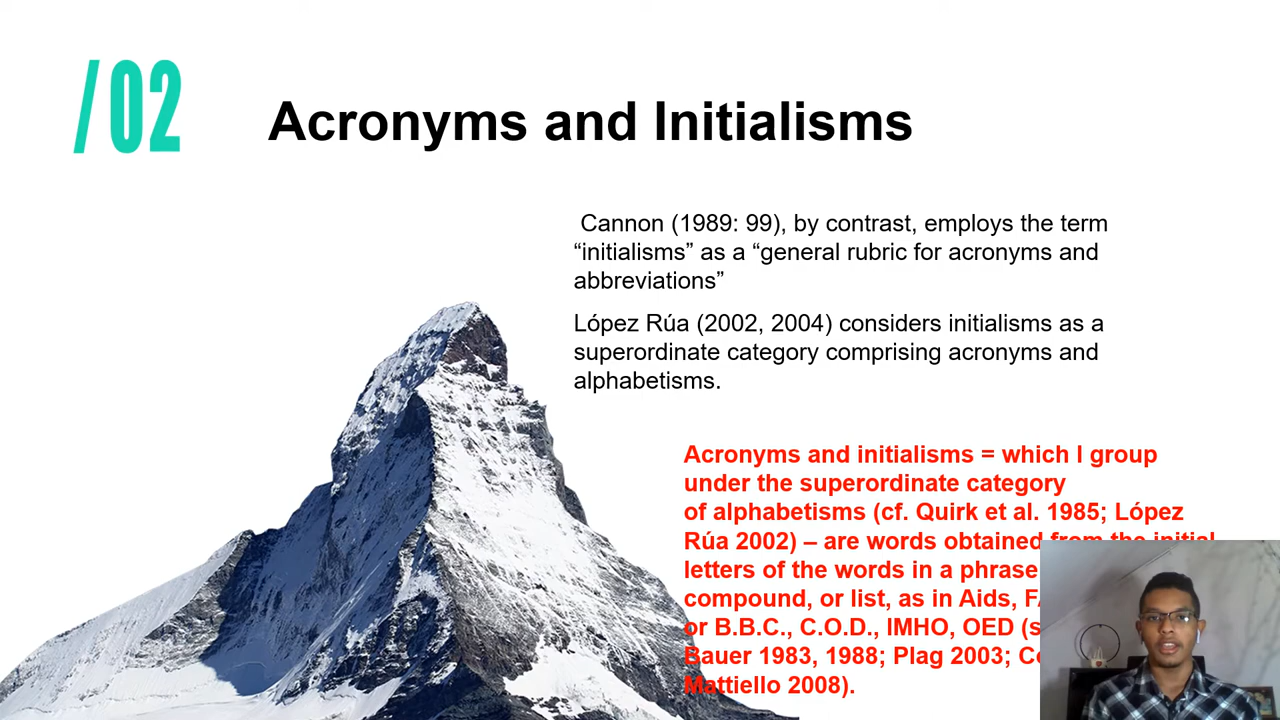 /02
Acronyms and Initialisms
Cannon (1989: 99), by contrast, employs the term
“initialisms” as a “general rubric for acronyms and
abbreviations”
López Rúa (2002, 2004) considers initialisms as a
superordinate category comprising acronyms and
alphabetisms.
Acronyms and initialisms = which I group
under the superordinate category
of alphabetisms (cf. Quirk et al. 1985; López
Rúa 2002) – are words obtained from the initial
letters of the words in a phrase
compound, or list, as in Aids,
or B.B.C., C.O.D., IMHO, OED
Bauer 1983, 1988; Plag 2003;
Mattiello 2008).